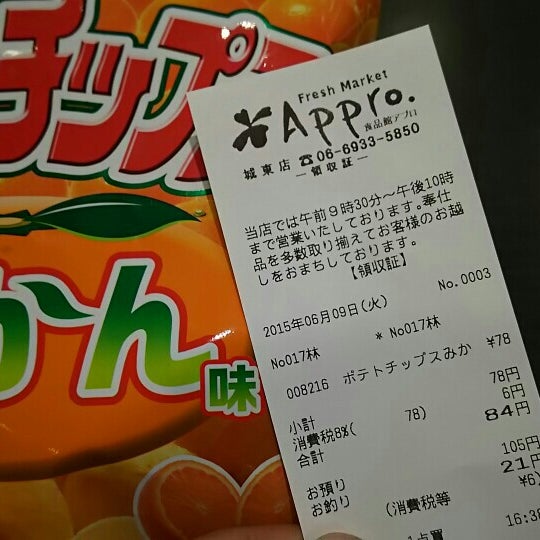 チップス
かん
味
Fresh Market
Appro.
食品館アプロ
城東店 ☎06-6933-5850
― 領収証 ―
当店では午前9時30分～午後10時
まで営業いたしております。奉仕
品を多数取り揃えてお客様のお越
しをおまちしております。
【領収証】
No.0003
2015年06月09日(火)
* No017林
No017林
008216 ポテトチップスみか ¥78
小計 78円
消費税8%( 78) 6円
合計 84円
お預り 105円
お釣り 21円
(消費税等 ¥6)
1点買
16:38